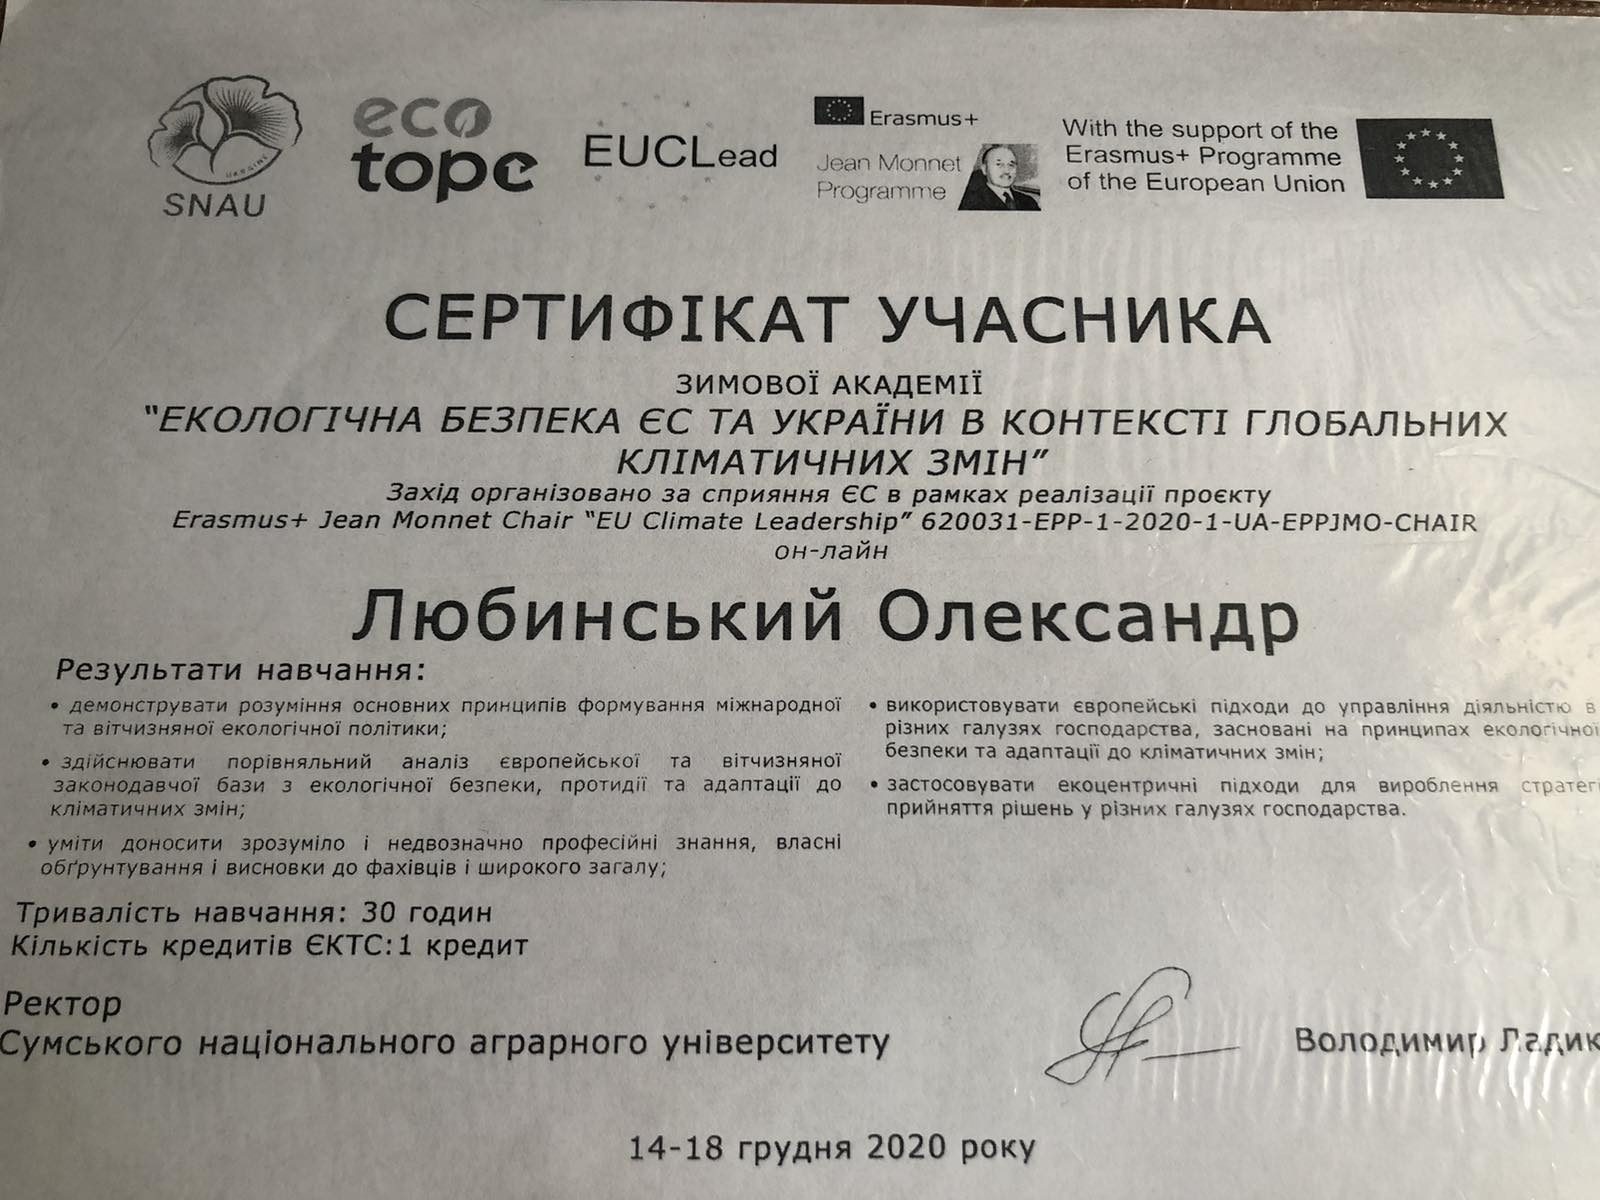 SNAU
UKRAINE
eco
tope
EUCLead
Erasmus+
Jean Monnet
Programme
With the support of the
Erasmus+ Programme
of the European Union
СЕРТИФІКАТ УЧАСНИКА
ЗИМОВОЇ АКАДЕМІЇ
"ЕКОЛОГІЧНА БЕЗПЕКА ЄС ТА УКРАЇНИ В КОНТЕКСТІ ГЛОБАЛЬНИХ
КЛІМАТИЧНИХ ЗМІН"
Захід організовано за сприяння ЄС в рамках реалізації проєкту
Erasmus+ Jean Monnet Chair "EU Climate Leadership" 620031-EPP-1-2020-1-UA-EPPJMO-CHAIR
он-лайн
Любинський Олександр
Результати навчання:
• демонструвати розуміння основних принципів формування міжнародної
та вітчизняної екологічної політики;
• здійснювати порівняльний аналіз європейської та вітчизняної
законодавчої бази з екологічної безпеки, протидії та адаптації до
кліматичних змін;
• уміти доносити зрозуміло і недвозначно професійні знання, власні
обґрунтування і висновки до фахівців і широкого загалу;
• використовувати європейські підходи до управління діяльністю в
різних галузях господарства, засновані на принципах екологічної
безпеки та адаптації до кліматичних змін;
• застосовувати екоцентричні підходи для вироблення стратегі
прийняття рішень у різних галузях господарства.
Тривалість навчання: 30 годин
Кількість кредитів ЄКТС:1 кредит
Ректор
Сумського національного аграрного університету
Володимир Ладик
14-18 грудня 2020 року